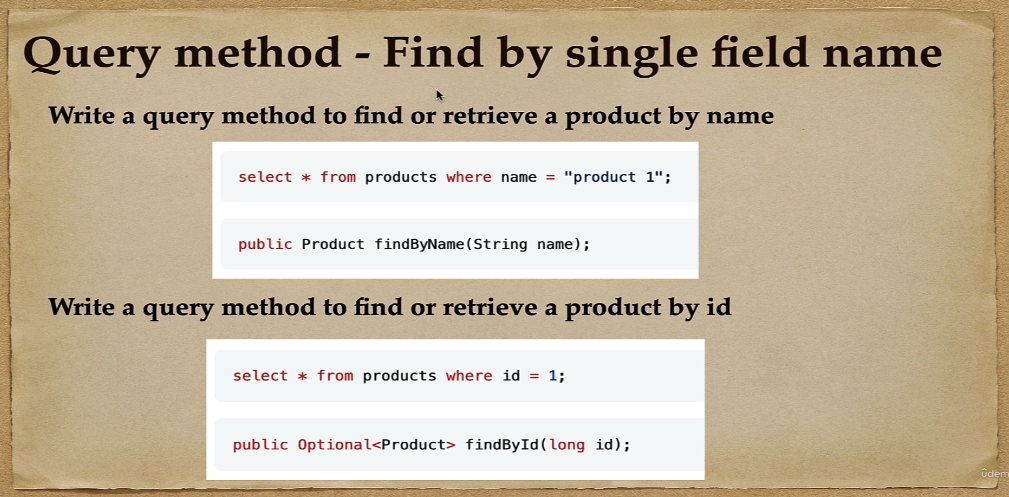 Query method - Find by single field name
Write a query method to find or retrieve a product by name
select * from products where name = "product 1";
public Product findByName(String name);
Write a query method to find or retrieve a product by id
select * from products where id = 1;
public Optional<Product> findById(long id);
ûdem